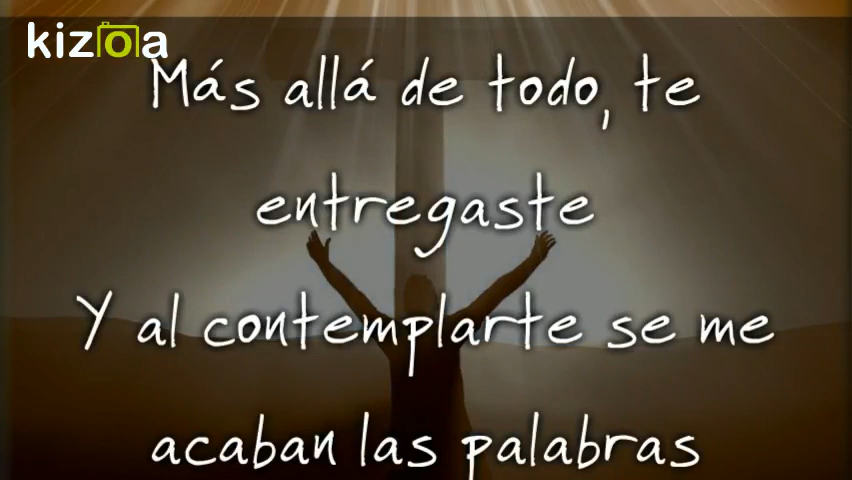 kizoa
Más allá de todo, te
entregaste
Y al contemplarte se me
acaban las palabras